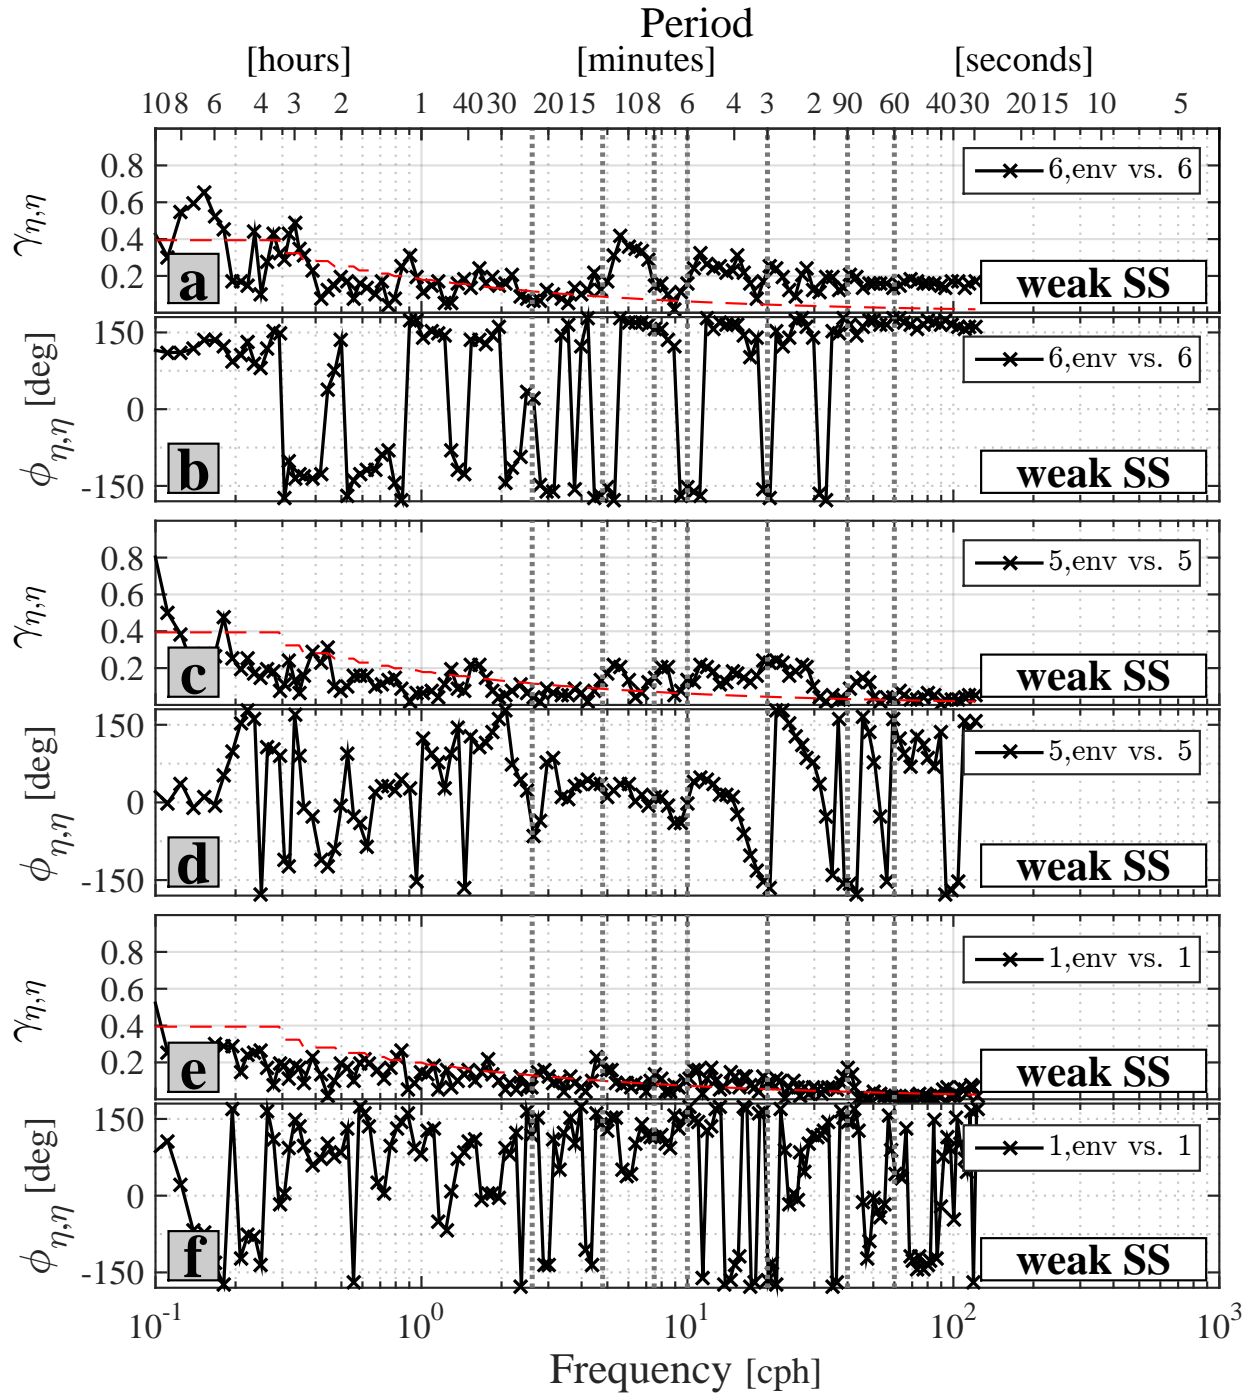 Period
[hours] [minutes] [seconds]
10 8 6 4 3 2 1 40 30 20 15 10 8 6 4 3 2 90 60 40 30 20 15 10 5
0.8
0.6
0.4
0.2
γη,η
6,env vs. 6
a
weak SS
150
0
-150
ϕη,η [deg]
6,env vs. 6
b
weak SS
0.8
0.6
0.4
0.2
γη,η
5,env vs. 5
c
weak SS
150
0
-150
ϕη,η [deg]
5,env vs. 5
d
weak SS
0.8
0.6
0.4
0.2
γη,η
1,env vs. 1
e
weak SS
150
0
-150
ϕη,η [deg]
1,env vs. 1
f
weak SS
10⁻¹ 10⁰ 10¹ 10² 10³
Frequency [cph]